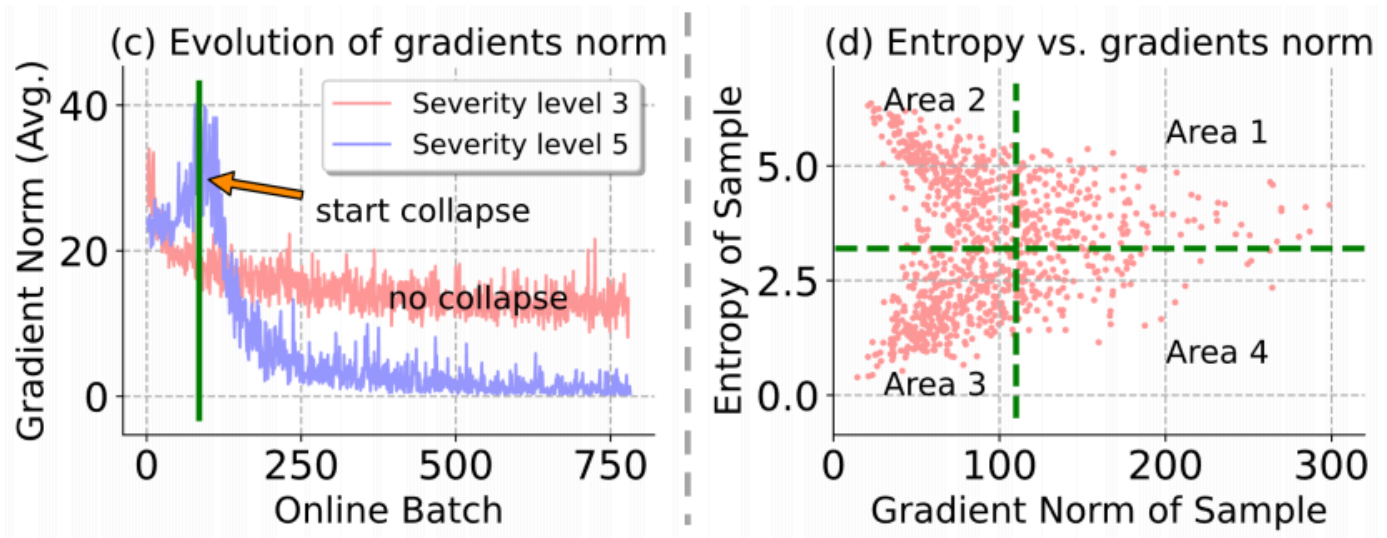 (c) Evolution of gradients norm
Gradient Norm (Avg.)
40
20
0
Severity level 3
Severity level 5
start collapse
no collapse
0 250 500 750
Online Batch
(d) Entropy vs. gradients norm
Entropy of Sample
5.0
2.5
0.0
Area 2
Area 1
Area 3
Area 4
0 100 200 300
Gradient Norm of Sample